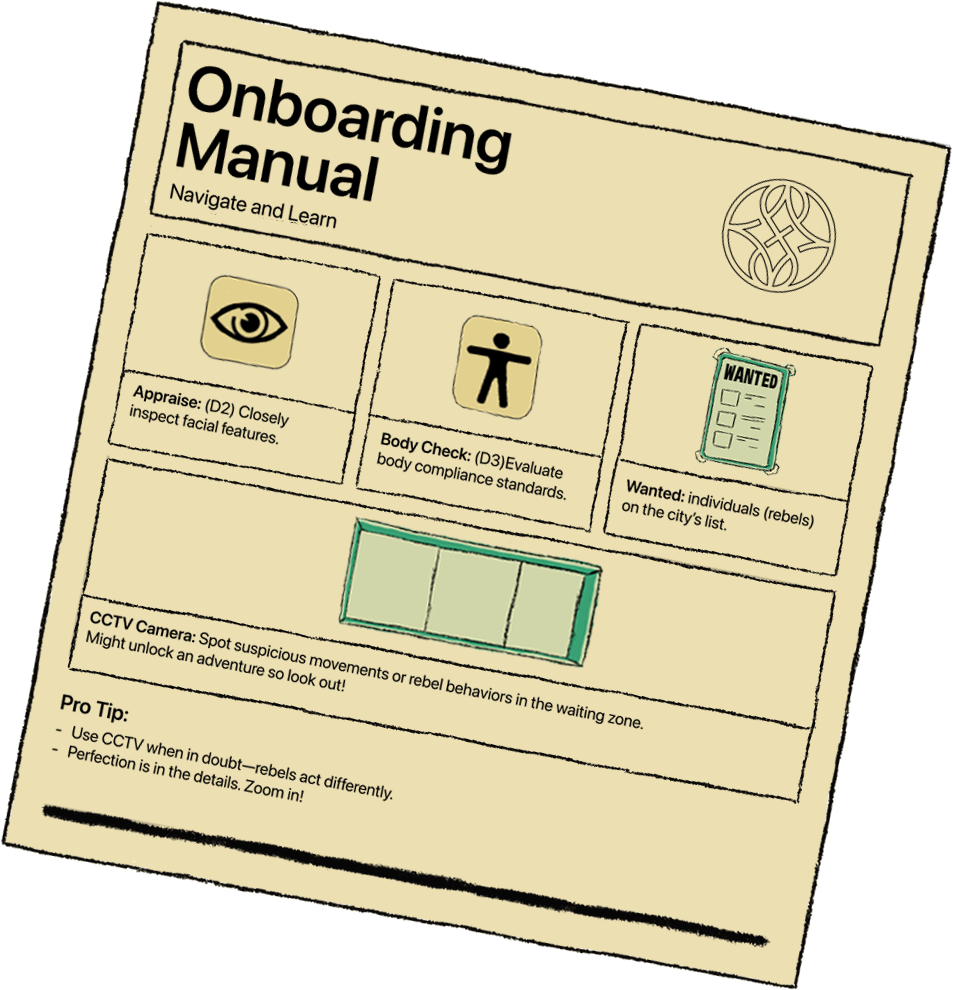 Onboarding
Manual
Navigate and Learn
Appraise: (D2) Closely
inspect facial features.
Body Check: (D3)Evaluate
body compliance standards.
WANTED
Wanted: individuals (rebels)
on the city's list.
CCTV Camera: Spot suspicious movements or rebel behaviors in the waiting zone.
Might unlock an adventure so look out!
Pro Tip:
- Use CCTV when in doubt—rebels act differently.
- Perfection is in the details. Zoom in!